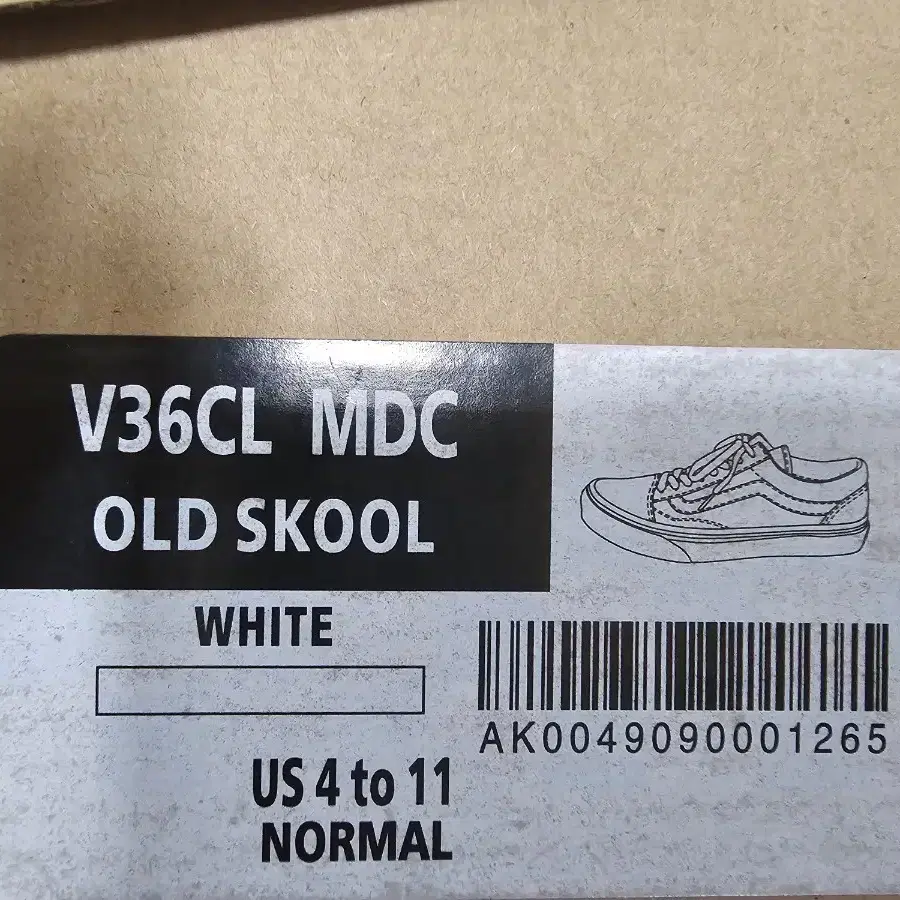 V36CL MDC
OLD SKOOL
WHITE
AK0049090001265
US 4 to 11
NORMAL